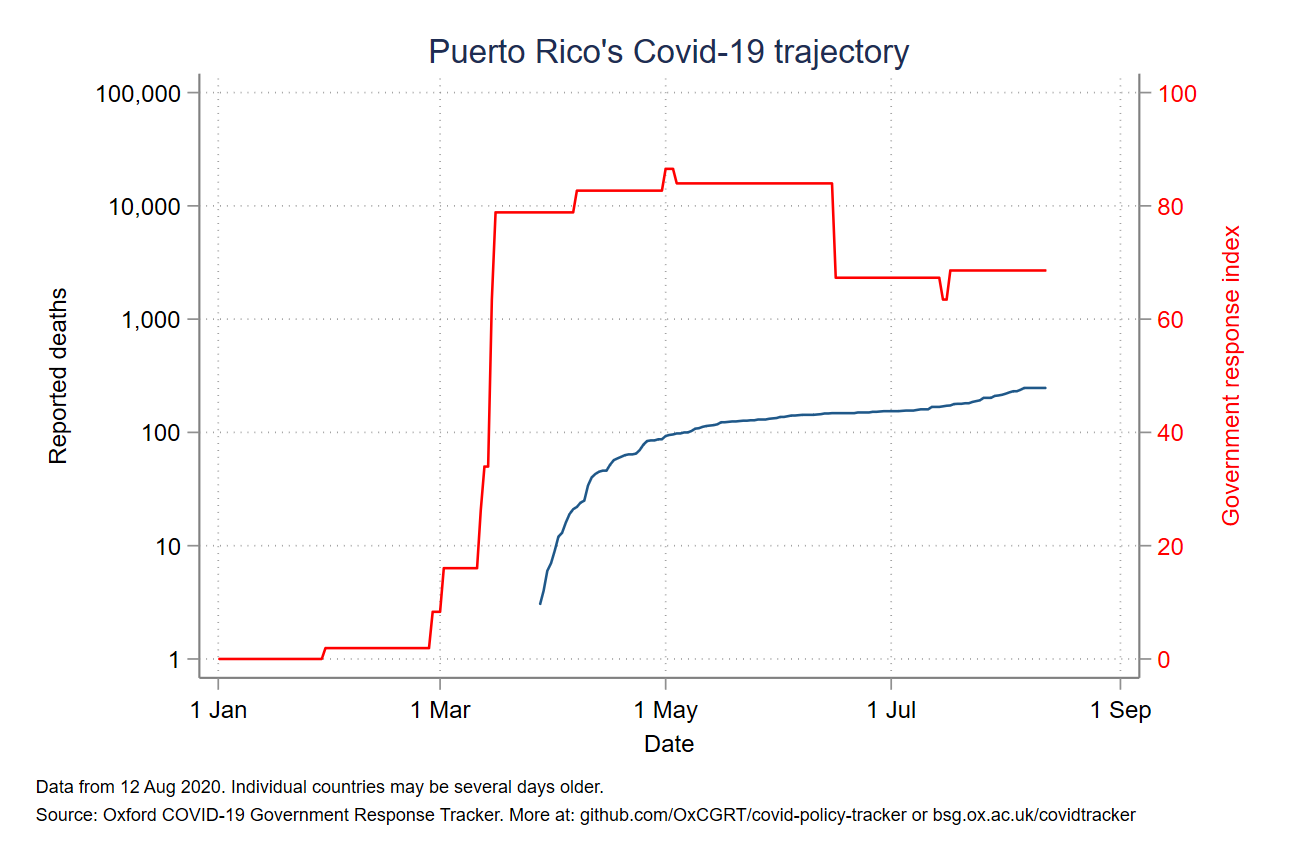 Puerto Rico's Covid-19 trajectory
100,000
10,000
1,000
100
10
1
Reported deaths
100
80
60
40
20
0
Government response index
1 Jan 1 Mar 1 May 1 Jul 1 Sep
Date
Data from 12 Aug 2020. Individual countries may be several days older.
Source: Oxford COVID-19 Government Response Tracker. More at: github.com/OxCGRT/covid-policy-tracker or bsg.ox.ac.uk/covidtracker